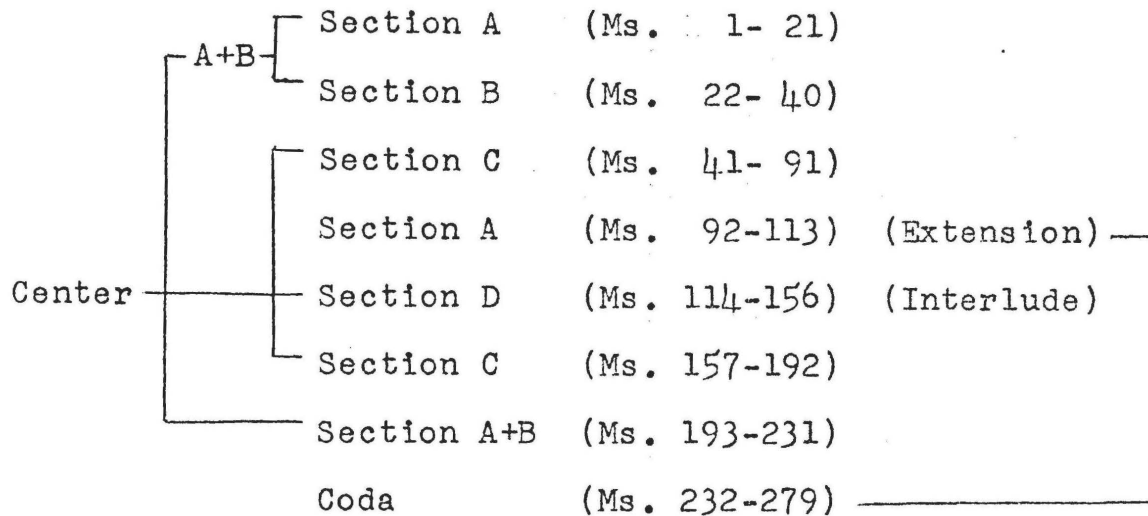 Section A (Ms. 1- 21)
A+B
Section B (Ms. 22- 40)
Section C (Ms. 41- 91)
Section A (Ms. 92-113) (Extension)
Center Section D (Ms. 114-156) (Interlude)
Section C (Ms. 157-192)
Section A+B (Ms. 193-231)
Coda (Ms. 232-279)